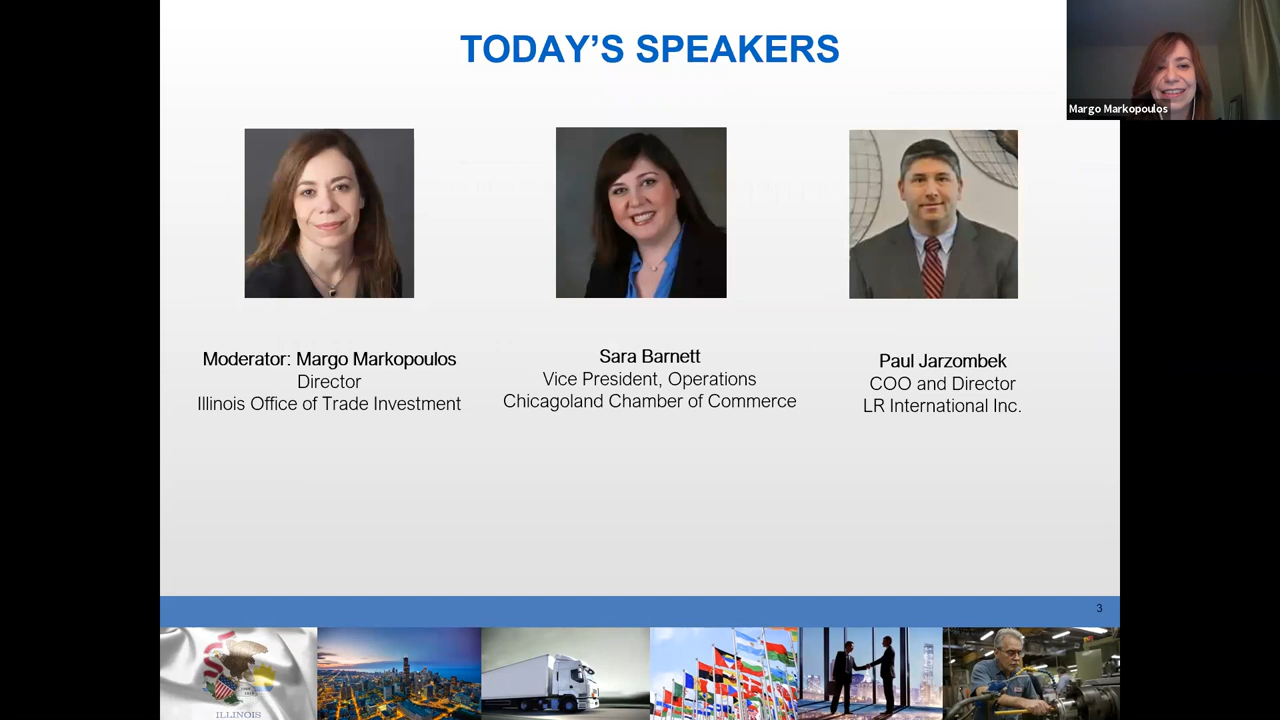 TODAY'S SPEAKERS
Margo Markopoulos
Moderator: Margo Markopoulos
Director
Illinois Office of Trade Investment
Sara Barnett
Vice President, Operations
Chicagoland Chamber of Commerce
Paul Jarzombek
COO and Director
LR International Inc.
3
ILLINOIS